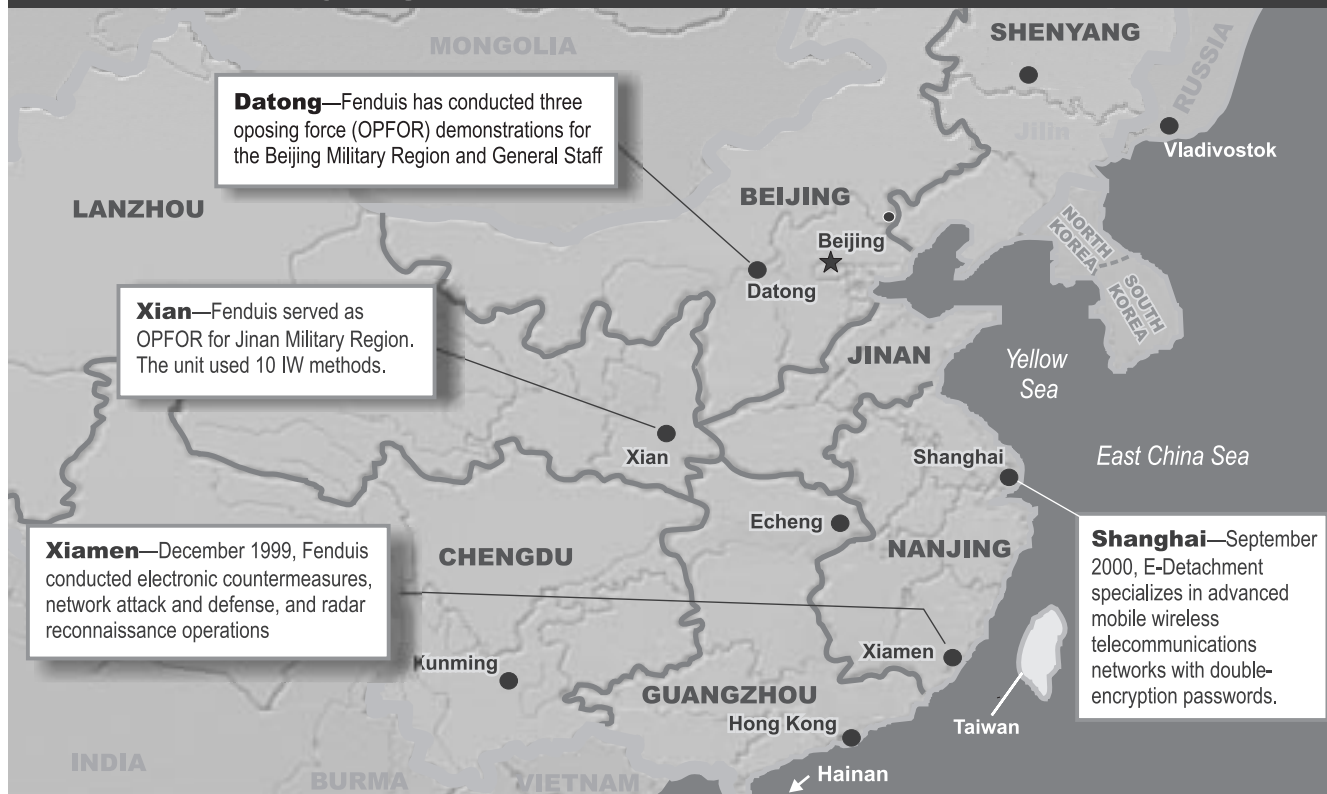 MONGOLIA
SHENYANG
RUSSIA
Jilin
Vladivostok
Datong—Fenduis has conducted three
oposing force (OPFOR) demonstrations for
the Beijing Military Region and General Staff
LANZHOU
BEIJING
Beijing
Datong
NORTH
KOREA
SOUTH
KOREA
Xian—Fenduis served as
OPFOR for Jinan Military Region.
The unit used 10 IW methods.
JINAN
Yellow
Sea
Xian
Shanghai
East China Sea
Echeng
Xiamen—December 1999, Fenduis
conducted electronic countermeasures,
network attack and defense, and radar
reconnaissance operations
CHENGDU
NANJING
Shanghai—September
2000, E-Detachment
specializes in advanced
mobile wireless
telecommunications
networks with double-
encryption passwords.
Xiamen
Kunming
GUANGZHOU
Hong Kong
Taiwan
INDIA
BURMA
VIETNAM
Hainan